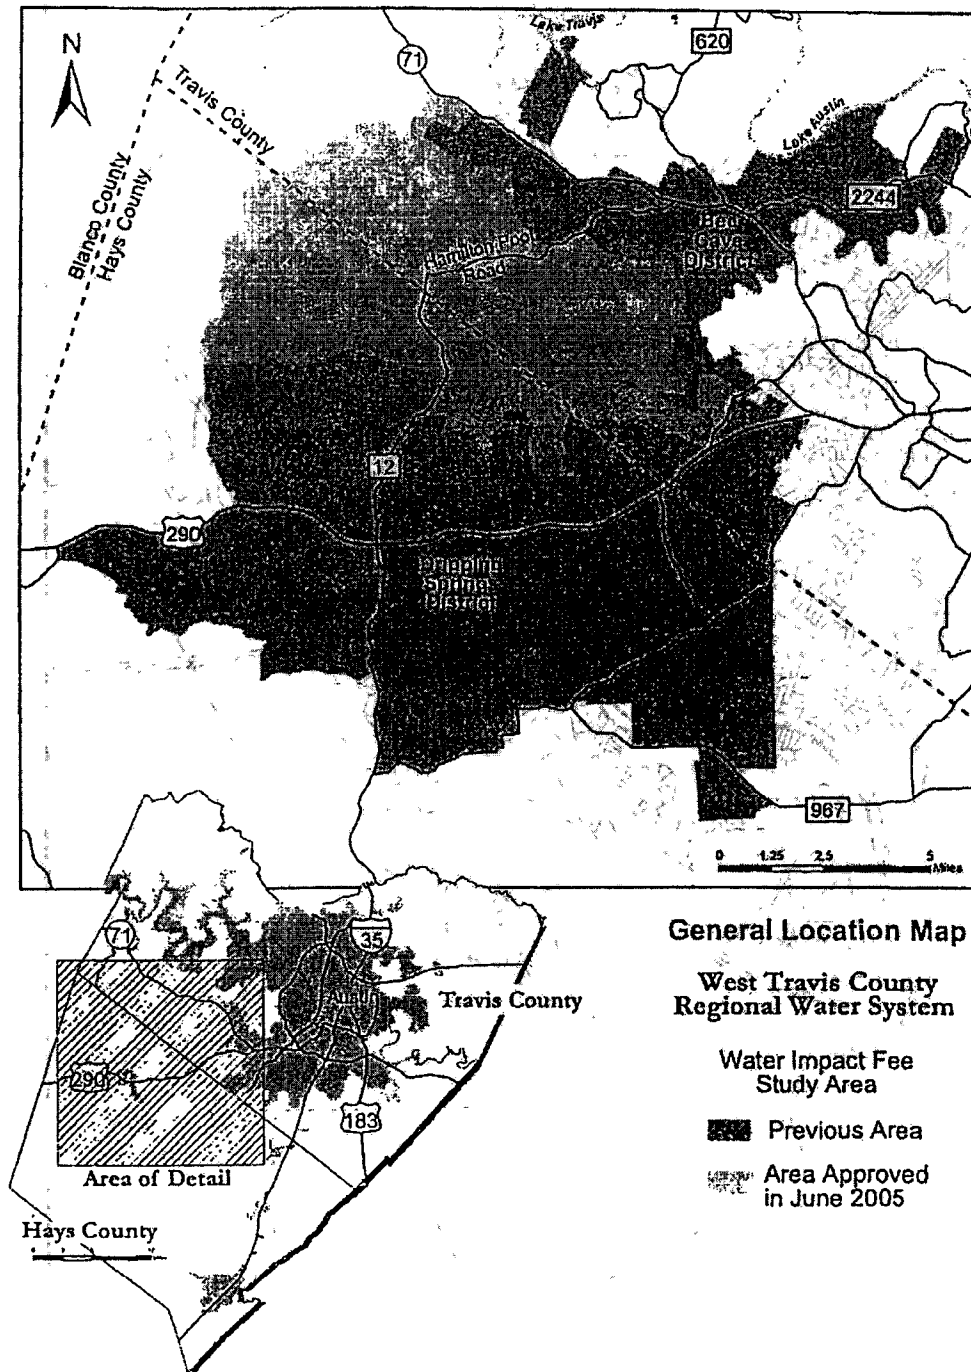 Lake Travis
620
N
71
Travis County
Lake Austin
Blanco County
Hays County
2244
Bee
Cave
District
Hamilton Pool
Road
12
290
Dripping
Springs
District
967
0 1.25 2.5 5
Miles
71
35
General Location Map
Austin
Travis County
West Travis County
Regional Water System
290
Water Impact Fee
Study Area
183
Previous Area
Area of Detail
Area Approved
in June 2005
Hays County